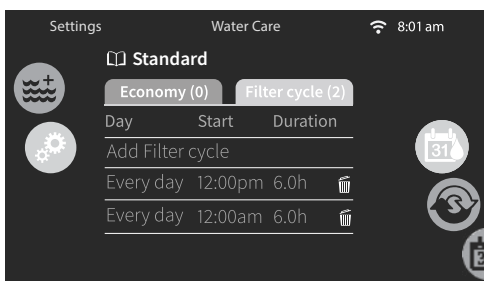 Settings Water Care 8:01 am
Standard
Economy (0) Filter cycle (2)
Day Start Duration
Add Filter cycle
Every day 12:00pm 6.0h
Every day 12:00am 6.0h
31
S